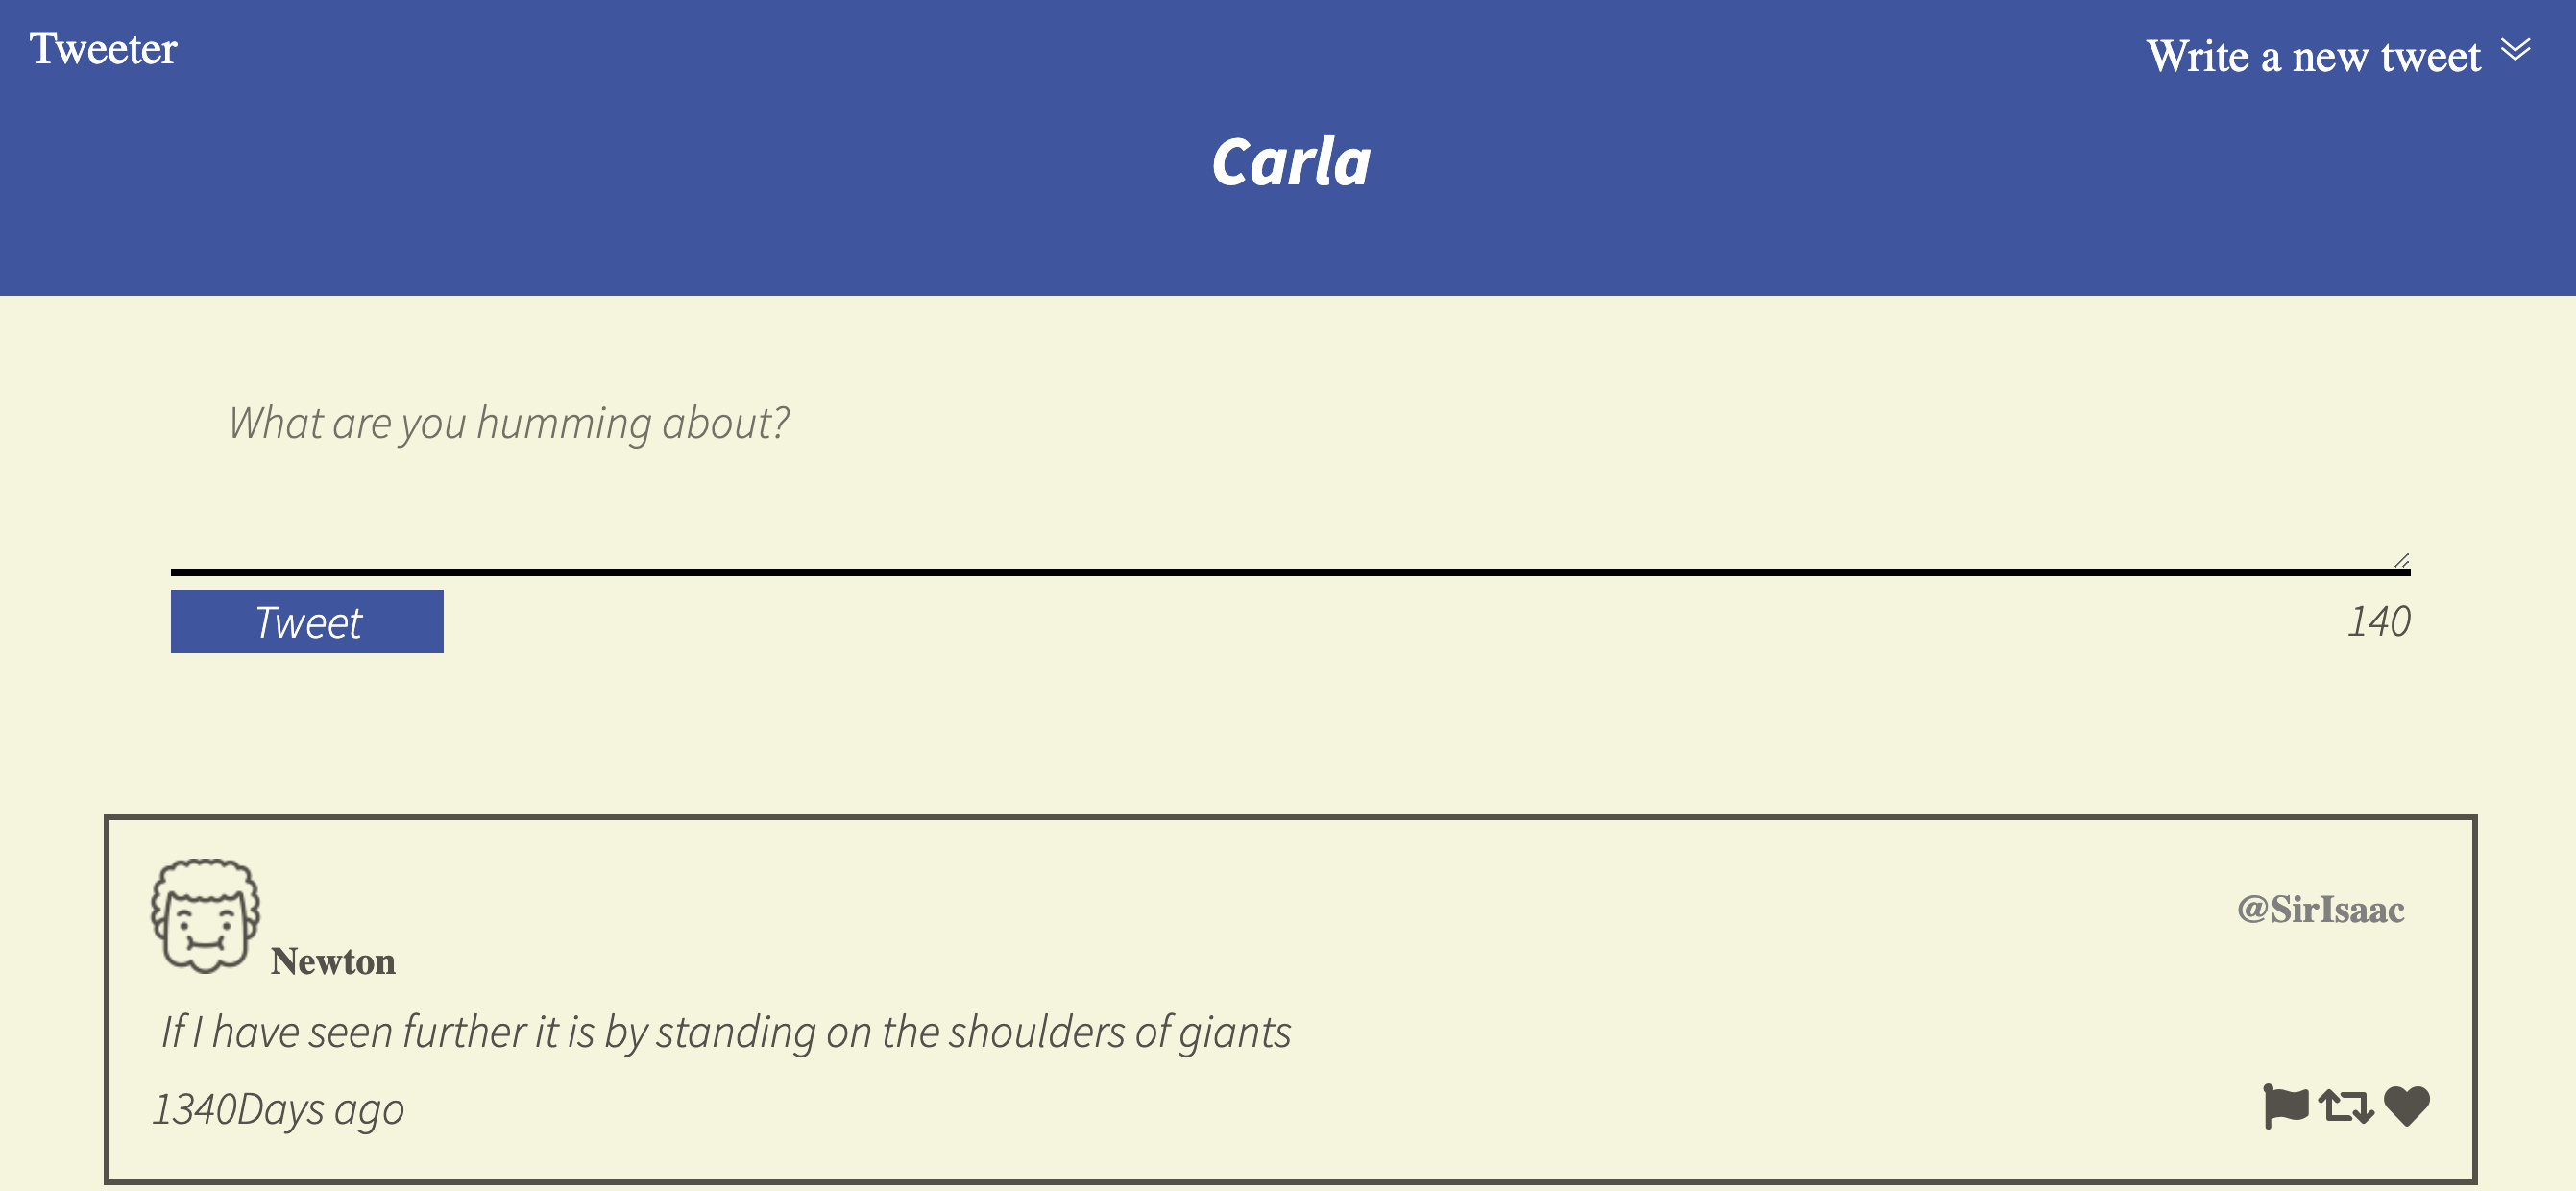 Tweeter
Write a new tweet
Carla
What are you humming about?
Tweet
140
@SirIsaac
Newton
If I have seen further it is by standing on the shoulders of giants
1340Days ago